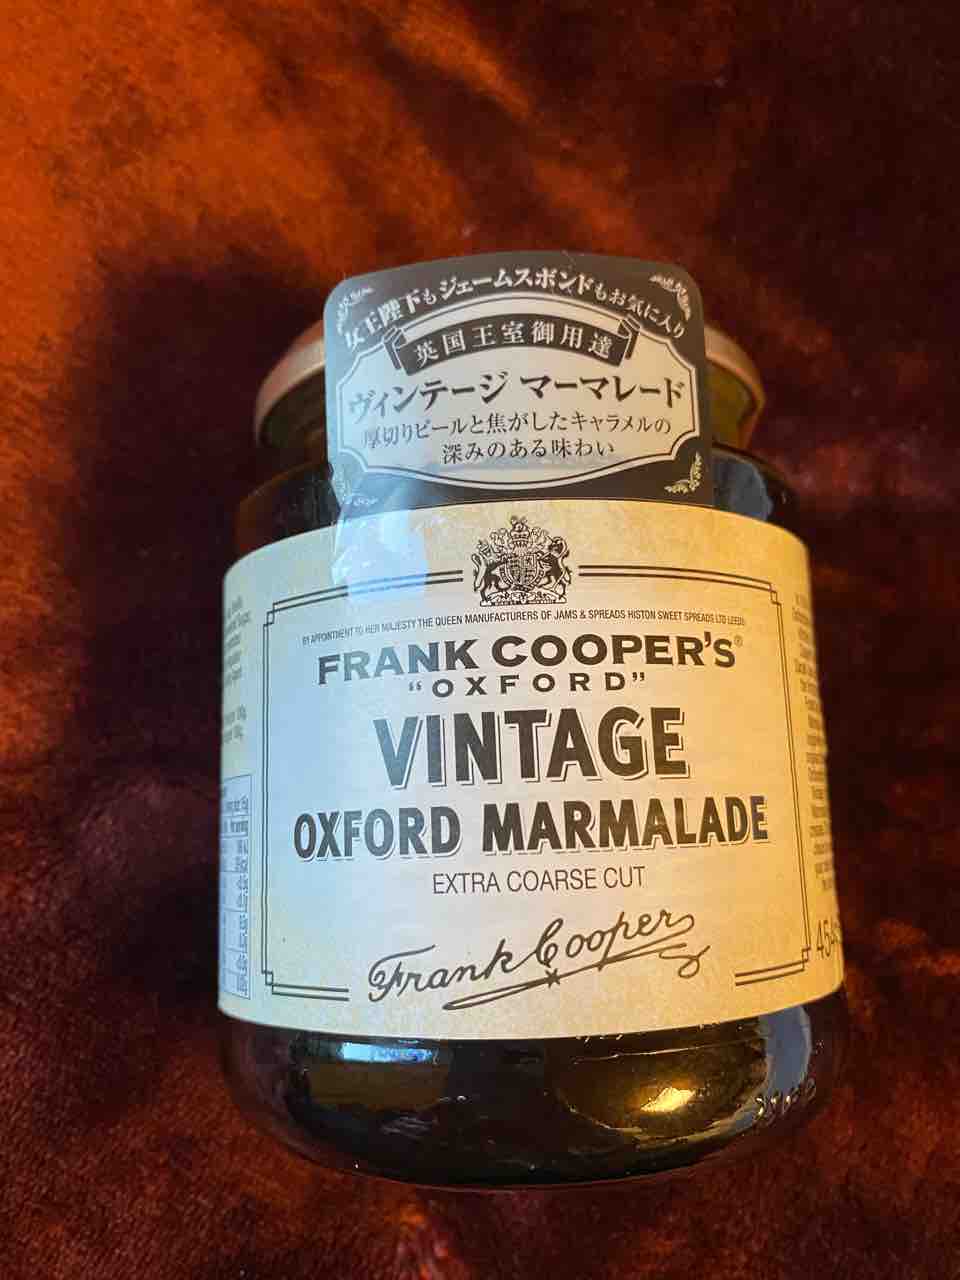 女王陛下もジェームスボンドもお気に入り
英国王室御用達
ヴィンテージ マーマレード
厚切りピールと焦がしたキャラメルの
深みのある味わい
BY APPOINTMENT TO HER MAJESTY THE QUEEN MANUFACTURERS OF JAMS & SPREADS HISTON SWEET SPREADS LTD LEEDS
FRANK COOPER'S®
"OXFORD"
VINTAGE
OXFORD MARMALADE
EXTRA COARSE CUT
Frank Cooper